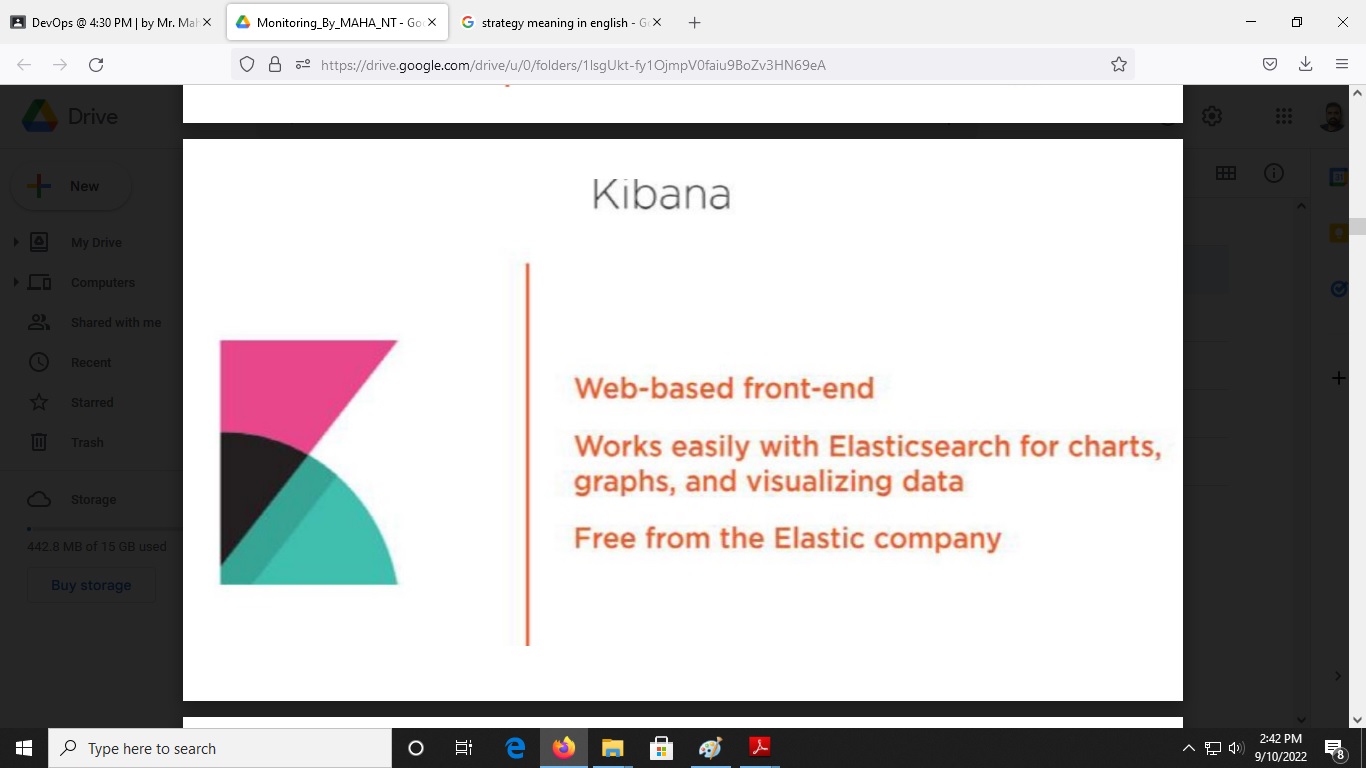 DevOps @ 4:30 PM | by Mr. Mah
Monitoring_By_MAHA_NT - Goo
strategy meaning in english - Go
https://drive.google.com/drive/u/0/folders/1lsgUkt-fy1OjmpV0faiu9BoZv3HN69eA
Drive
New
My Drive
Computers
Shared with me
Recent
Starred
Trash
Storage
442.8 MB of 15 GB used
Buy storage
Kibana
Web-based front-end
Works easily with Elasticsearch for charts,
graphs, and visualizing data
Free from the Elastic company
Type here to search
2:42 PM
9/10/2022
8